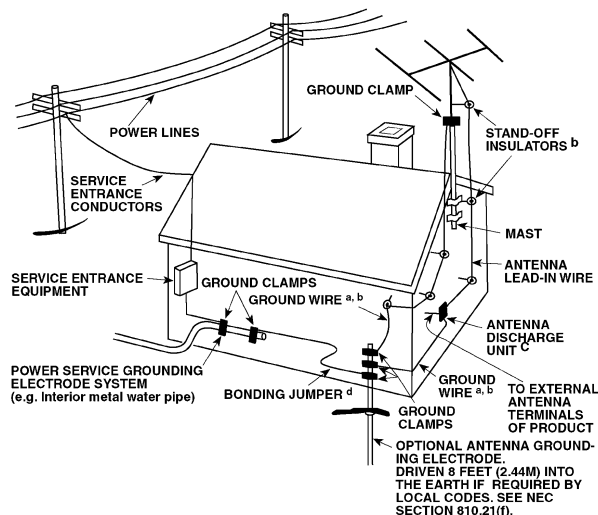 GROUND CLAMP
POWER LINES
STAND-OFF
INSULATORS b
SERVICE
ENTRANCE
CONDUCTORS
MAST
ANTENNA
LEAD-IN WIRE
SERVICE ENTRANCE
EQUIPMENT
GROUND CLAMPS
GROUND WIRE a, b
ANTENNA
DISCHARGE
UNIT C
POWER SERVICE GROUNDING
ELECTRODE SYSTEM
(e.g. Interior metal water pipe)
BONDING JUMPER d
GROUND
WIRE a, b
GROUND
CLAMPS
TO EXTERNAL
ANTENNA
TERMINALS
OF PRODUCT
OPTIONAL ANTENNA GROUND-
ING ELECTRODE.
DRIVEN 8 FEET (2.44M) INTO
THE EARTH IF REQUIRED BY
LOCAL CODES. SEE NEC
SECTION 810.21(f).